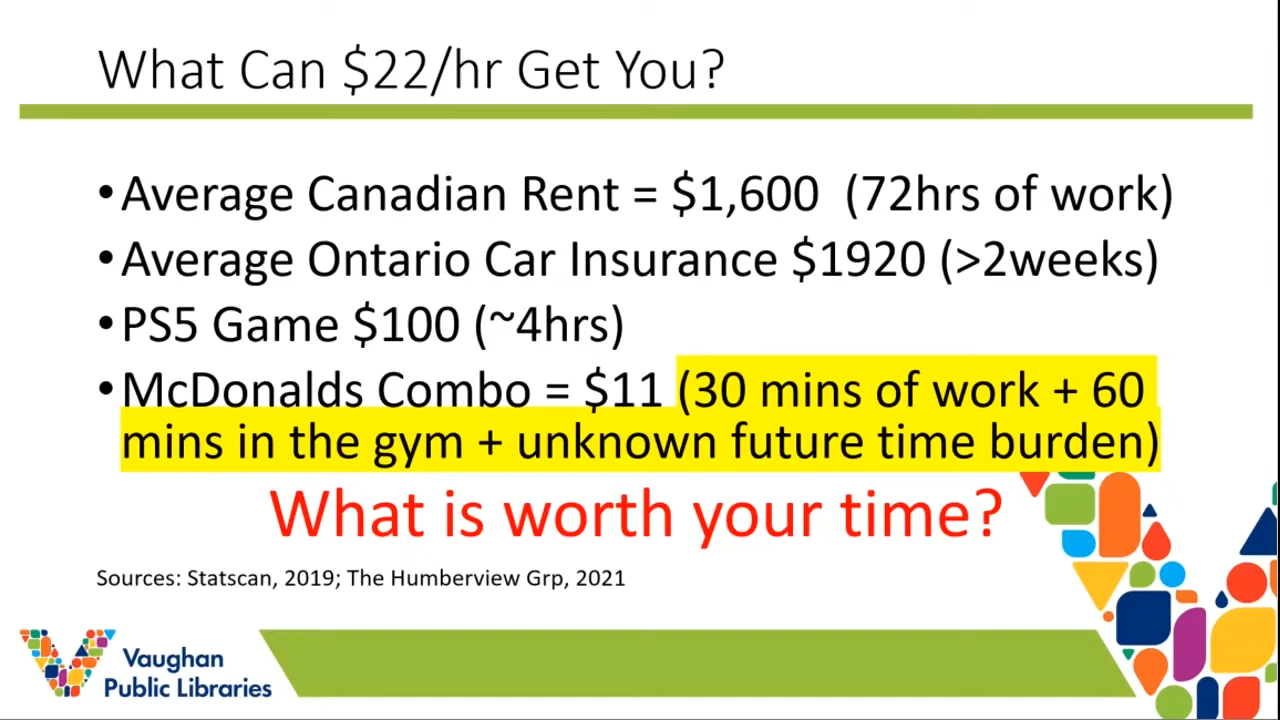 What Can $22/hr Get You?
•Average Canadian Rent = $1,600  (72hrs of work)
•Average Ontario Car Insurance $1920 (>2weeks)
•PS5 Game $100 (~4hrs)
•McDonalds Combo = $11 (30 mins of work + 60
mins in the gym + unknown future time burden)
What is worth your time?
Sources: Statscan, 2019; The Humberview Grp, 2021
Vaughan
Public Libraries